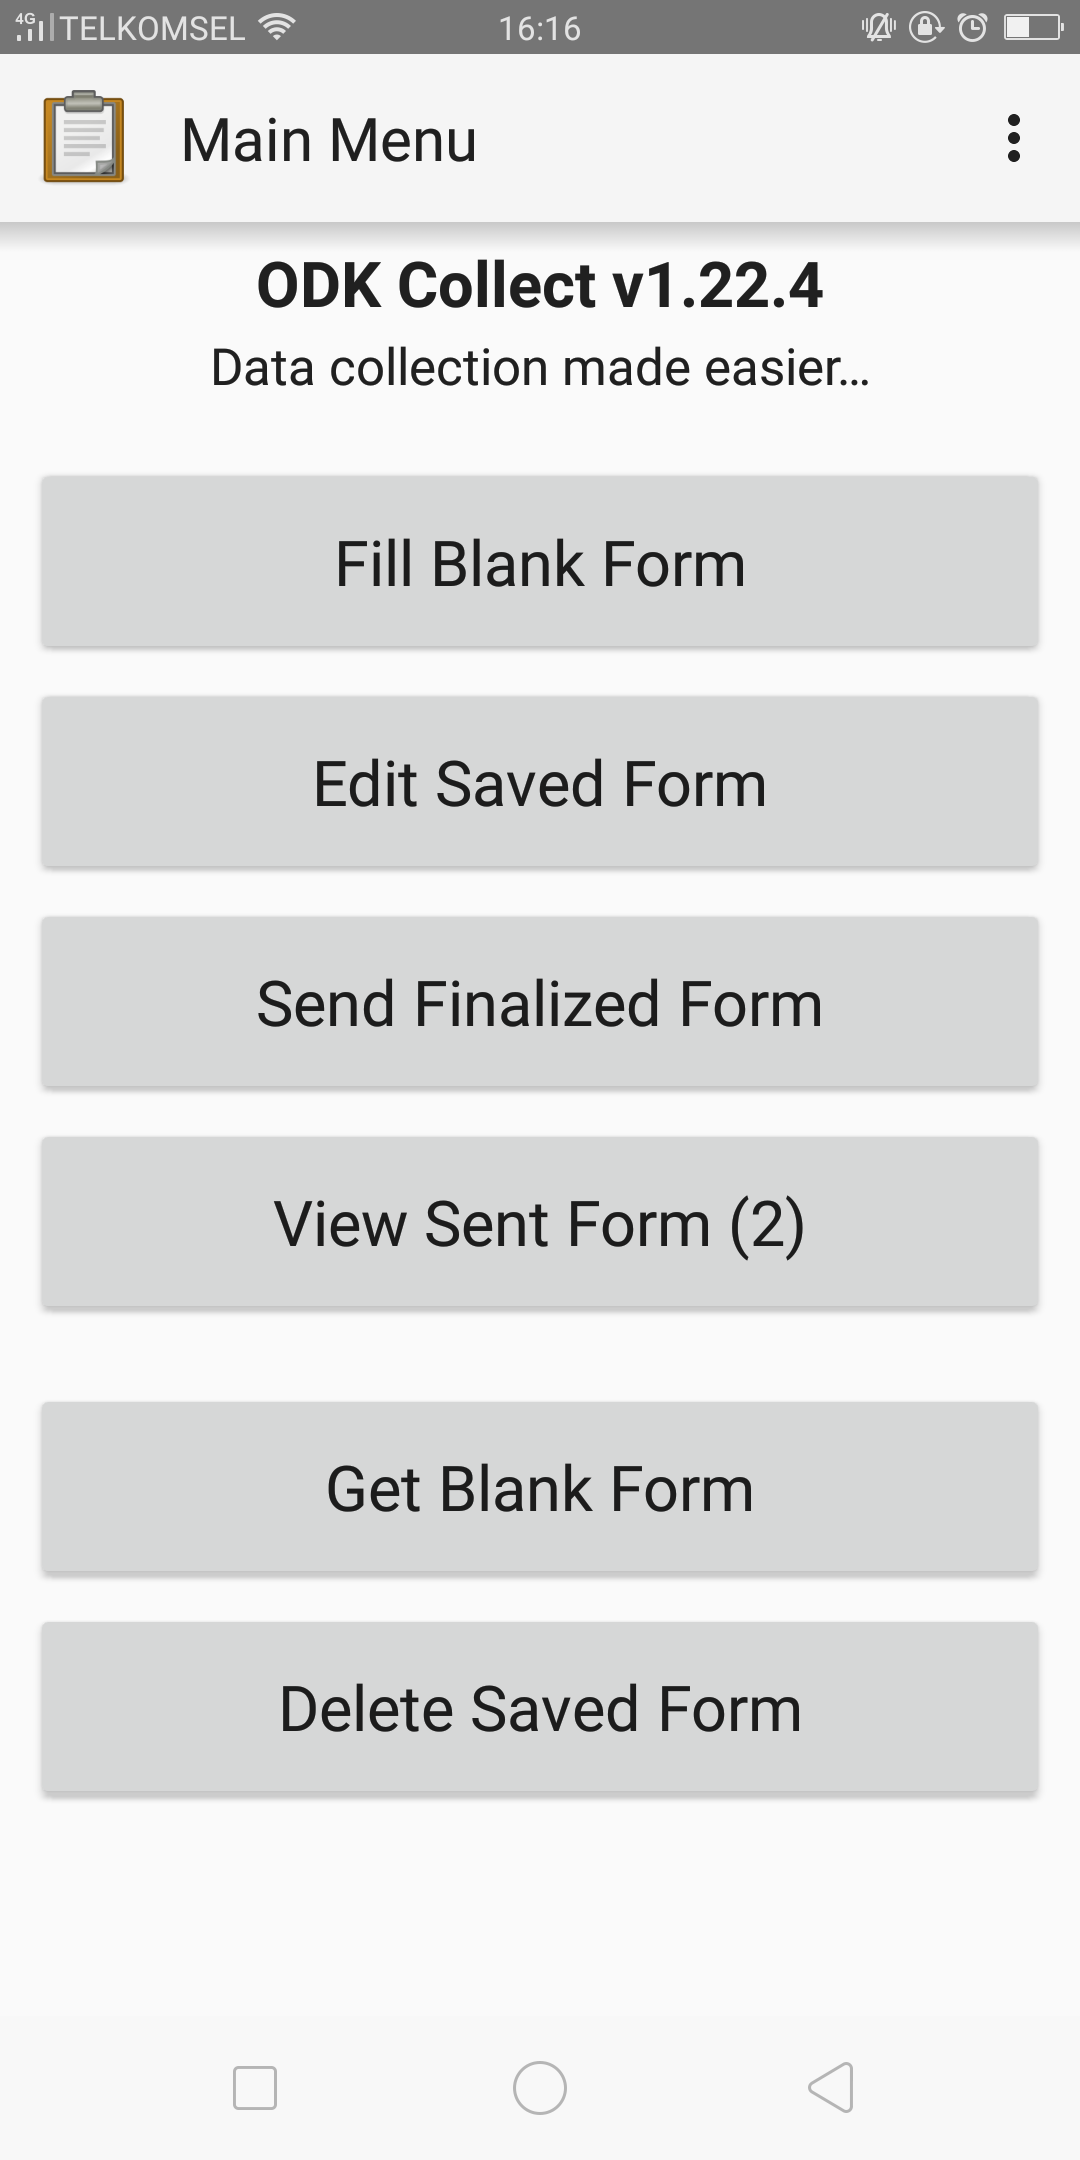 4G TELKOMSEL 16:16
Main Menu
ODK Collect v1.22.4
Data collection made easier...
Fill Blank Form
Edit Saved Form
Send Finalized Form
View Sent Form (2)
Get Blank Form
Delete Saved Form